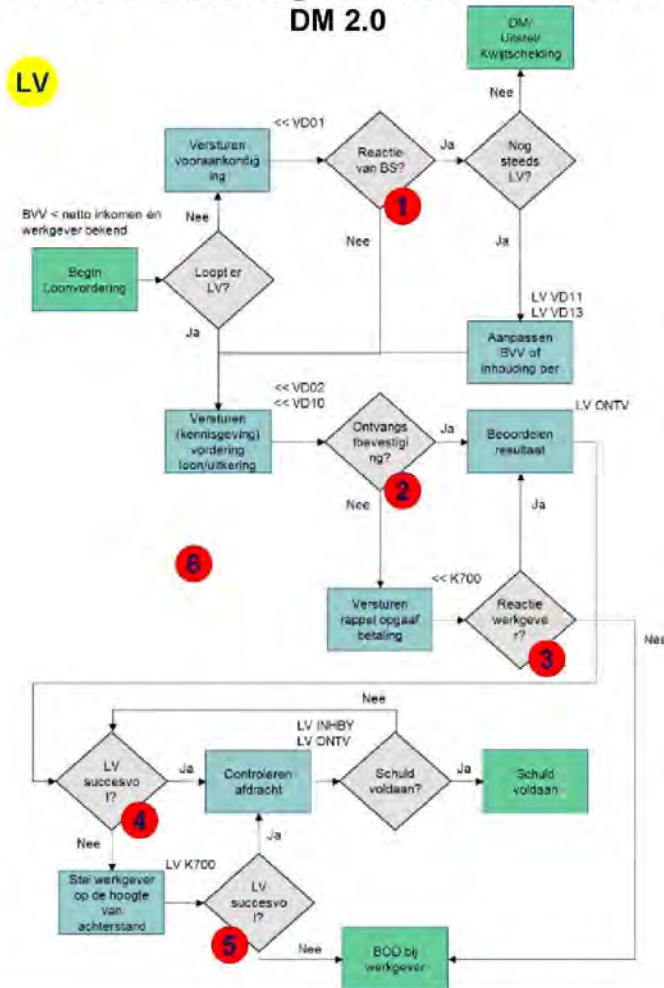 DM 2.0
LV
DM/
Uitstel/
Kwijtschelding
Nee
<< VD01
Versturen
vooraankondig
ing
Reactie
van BS?
Ja
Nog
steeds
LV?
1
BVV < netto inkomen en
werkgever bekend
Nee
Nee
Ja
Begin
Loonvordering
Loopt er
LV?
LV VD11
LV VD13
Ja
Aanpassen
BVV of
inhouding per
<< VD02
<< VD10
LV ONTV
Versturen
(kennisgeving)
vordering
loon/uitkering
Ontvangs
tbevestigi
ng?
Ja
Beoordelen
resultaat
2
Nee
Ja
<< K700
Versturen
rappel opgaaf
betaling
Reactie
werkgeve
r?
3
Nee
Nee
LV INHBY
LV ONTV
LV
succesvo
l?
Ja
Controleren
afdracht
Schuld
voldaan?
Ja
Schuld
voldaan
4
Nee
Ja
LV K700
Stel werkgever
op de hoogte
van
achterstand
LV
succesvo
l?
5
Nee
BOD bij
werkgever